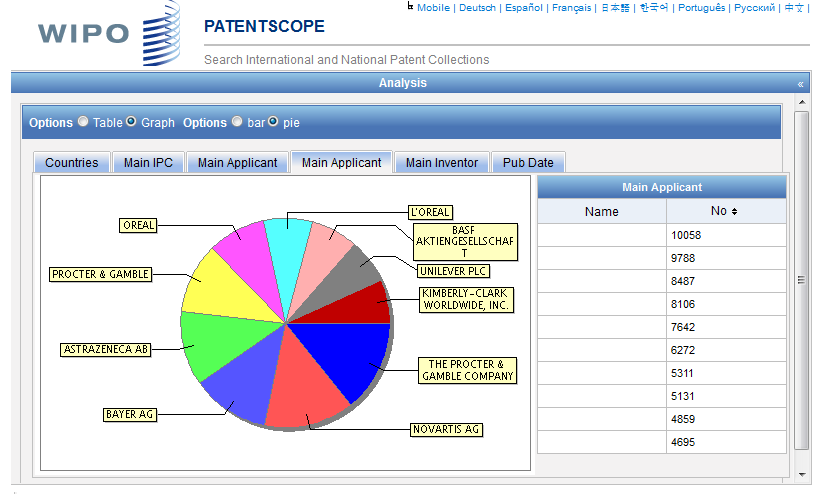 Mobile | Deutsch | Español | Français | 日本語 | 한국어 | Português | Русский | 中文 |
WIPO
PATENTSCOPE
Search International and National Patent Collections
Analysis «
Options Table Graph Options bar pie
Countries Main IPC Main Applicant Main Applicant Main Inventor Pub Date
L'OREAL
OREAL
BASF
AKTIENGESELLSCHAF
T
PROCTER & GAMBLE
UNILEVER PLC
KIMBERLY-CLARK
WORLDWIDE, INC.
ASTRAZENECA AB
THE PROCTER &
GAMBLE COMPANY
BAYER AG
NOVARTIS AG
Main Applicant
Name No
10058
9788
8487
8106
7642
6272
5311
5131
4859
4695